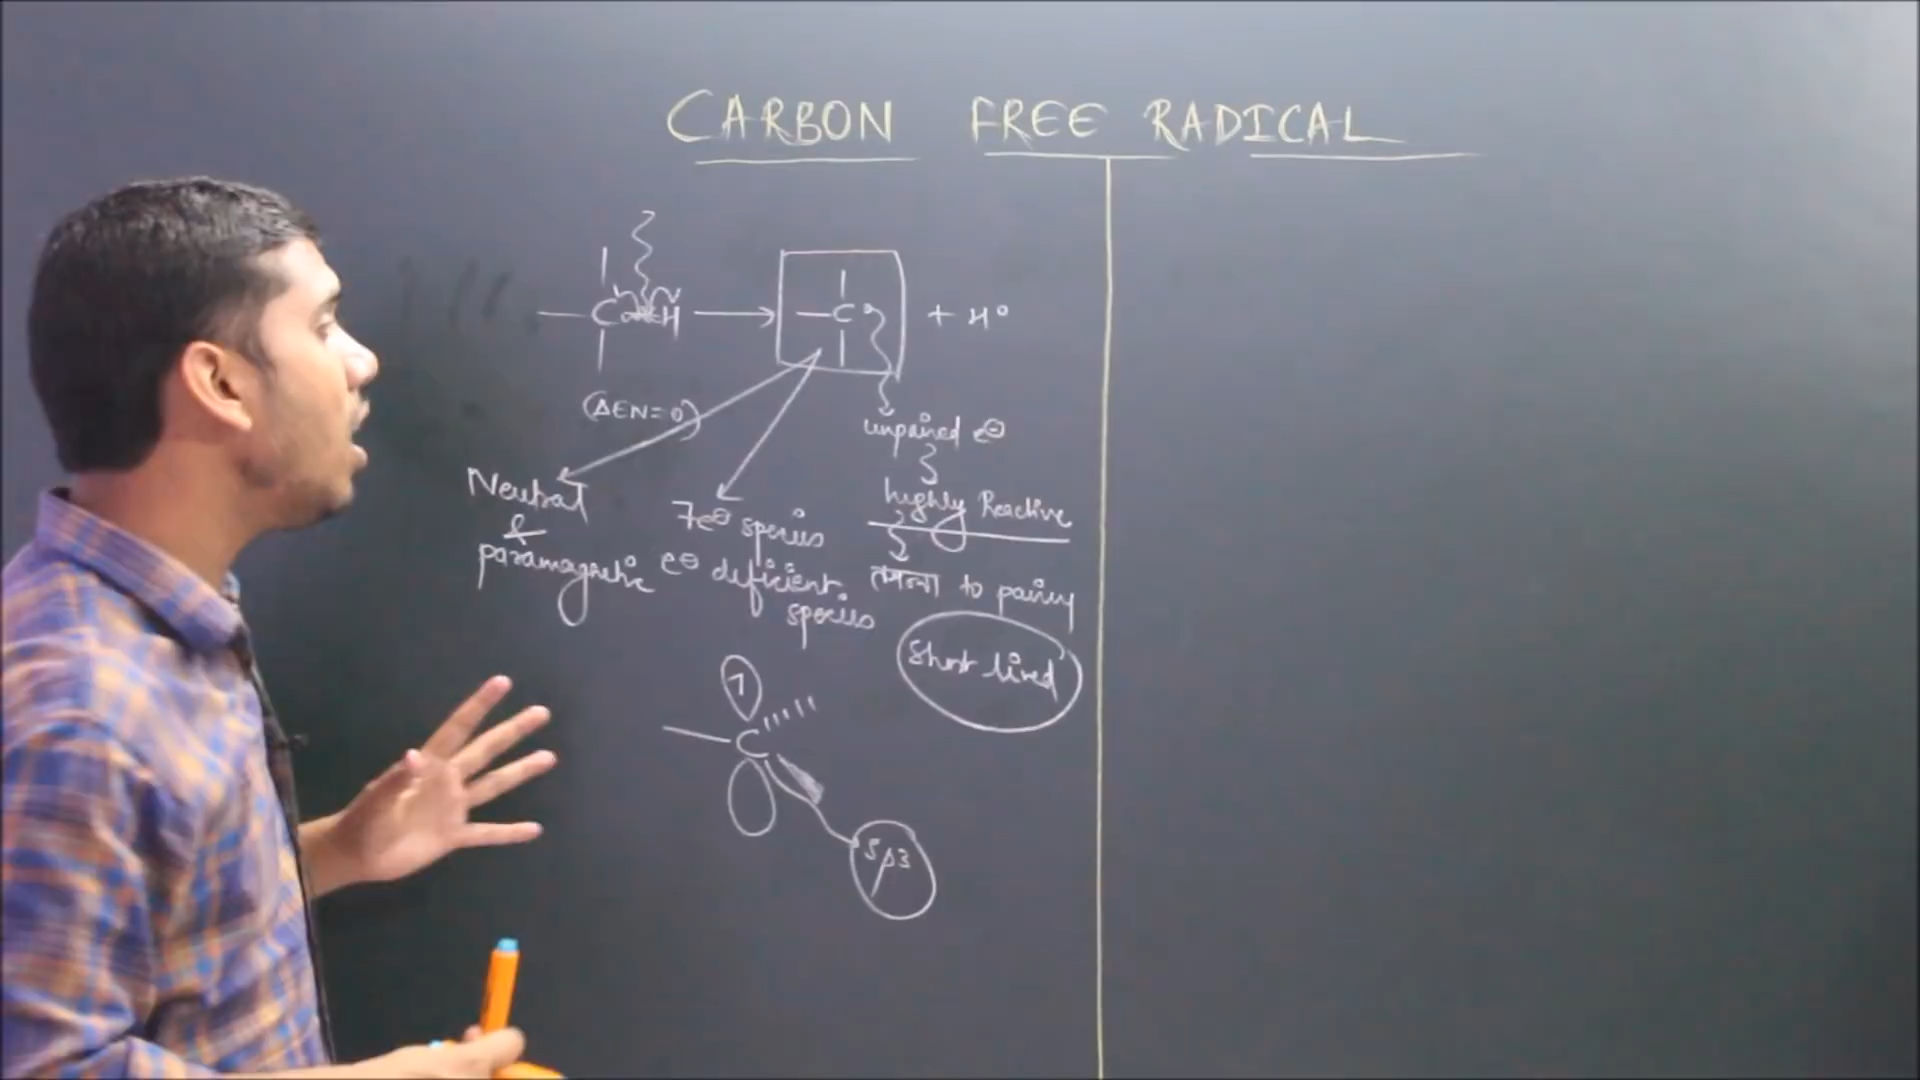 CARBON FREE RADICAL
C H → C + H°
(ΔEN=0)
unpaired e⊖
Neutral
&
paramagnetic
7e⊖ species
e⊖ deficient
species
highly Reactive
to pairing
Short lived
1
C
sp3